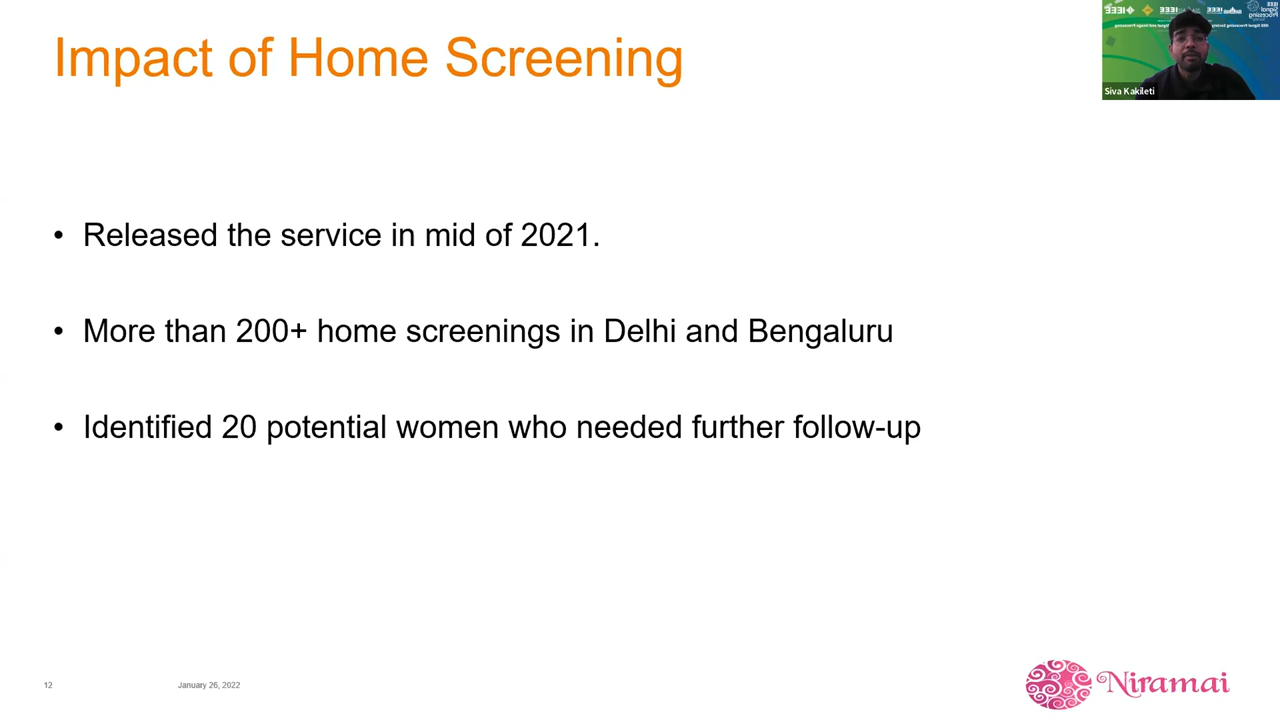 Impact of Home Screening
Siva Kakileti
• Released the service in mid of 2021.
• More than 200+ home screenings in Delhi and Bengaluru
• Identified 20 potential women who needed further follow-up
12
January 26, 2022
Niramai